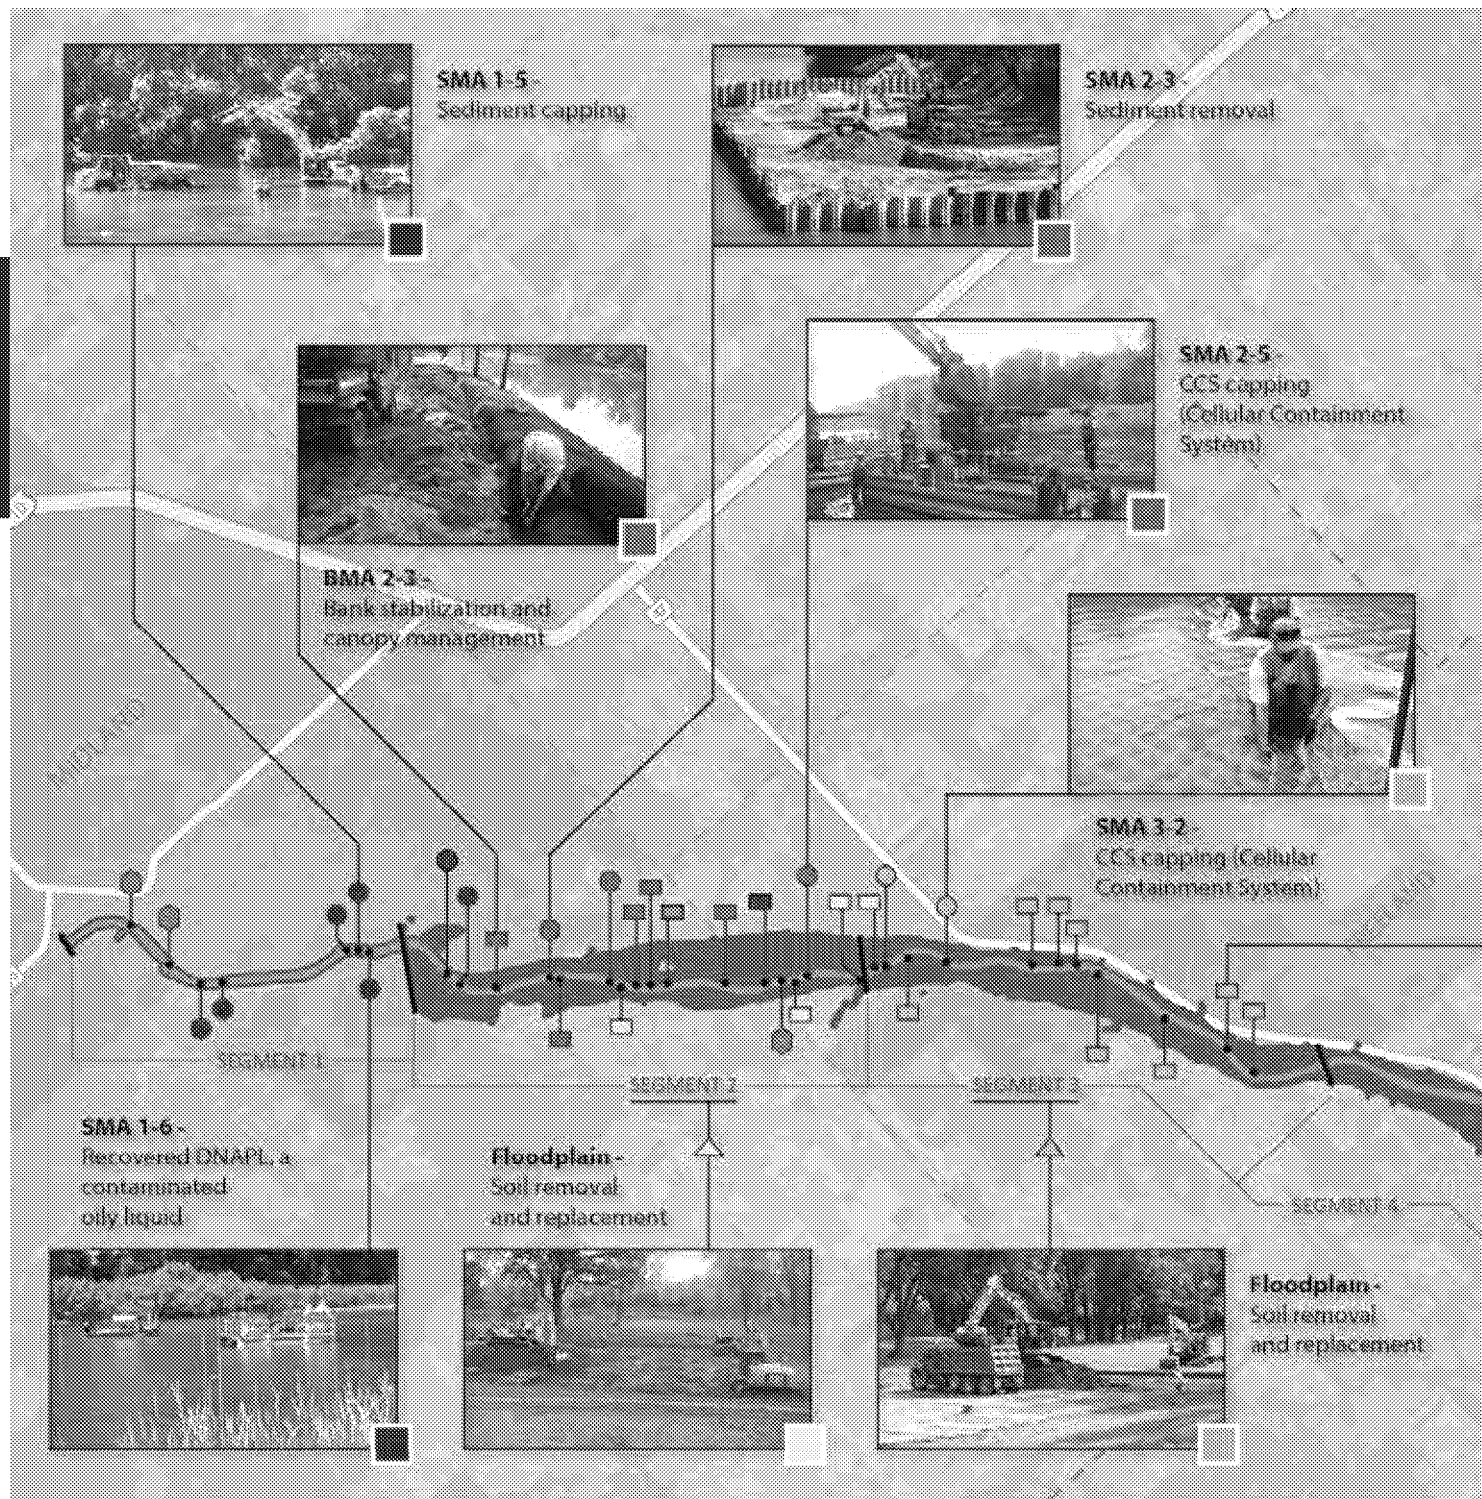 SMA 1-5 -
Sediment capping
SMA 2-3
Sediment removal
SMA 2-5 -
CCS capping
(Cellular Containment
System)
BMA 2-3 -
Bank stabilization and
canopy management
MIDLAND
SMA 3-2 -
CCS capping (Cellular
Containment System)
SEGMENT 1
SEGMENT 2
SEGMENT 3
SMA 1-6 -
Recovered DNAPL, a
contaminated
oily liquid
Floodplain -
Soil removal
and replacement
SEGMENT 4
Floodplain -
Soil removal
and replacement